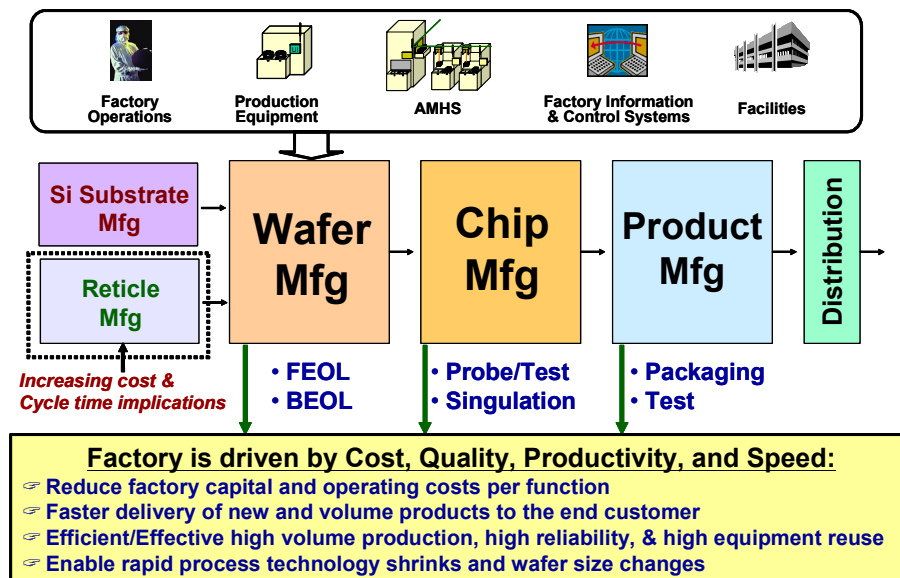 Factory
Operations
Production
Equipment
AMHS
Factory Information
& Control Systems
Facilities
Si Substrate
Mfg
Reticle
Mfg
Increasing cost &
Cycle time implications
Wafer
Mfg
Chip
Mfg
Product
Mfg
Distribution
• FEOL
• BEOL
• Probe/Test
• Singulation
• Packaging
• Test
Factory is driven by Cost, Quality, Productivity, and Speed:
☞ Reduce factory capital and operating costs per function
☞ Faster delivery of new and volume products to the end customer
☞ Efficient/Effective high volume production, high reliability, & high equipment reuse
☞ Enable rapid process technology shrinks and wafer size changes